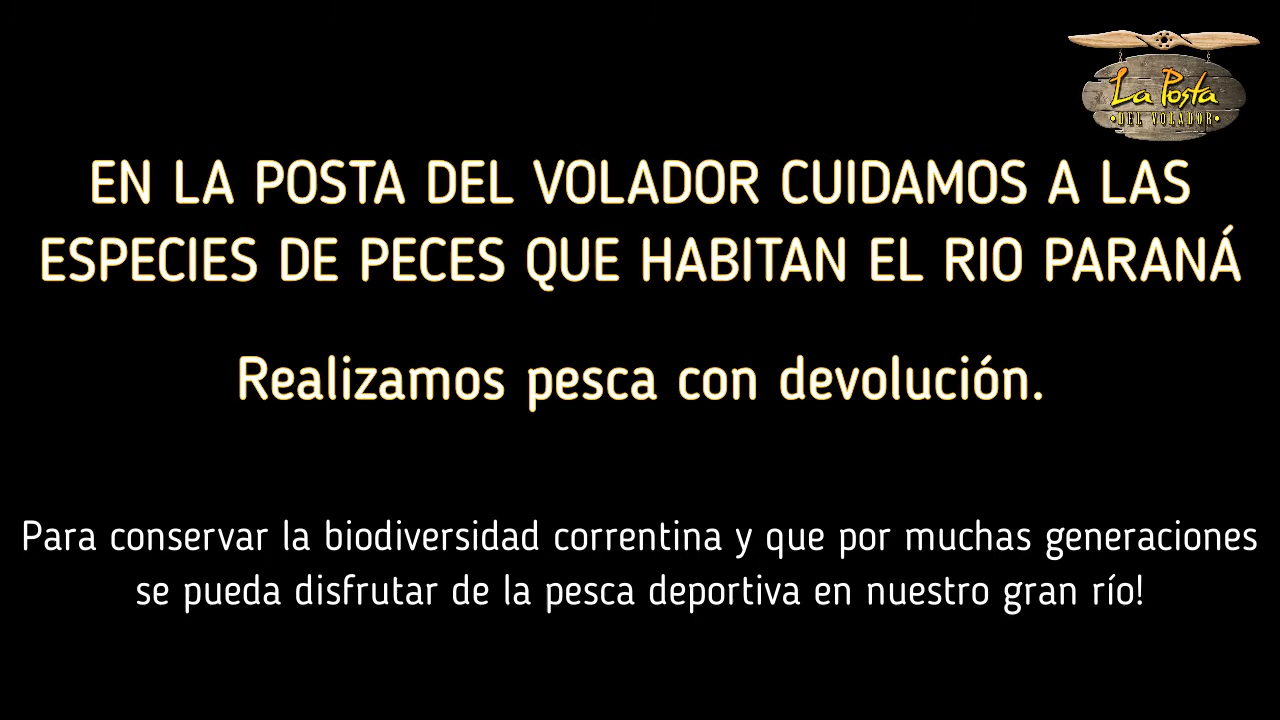 La Posta
•DEL VOLADOR•
EN LA POSTA DEL VOLADOR CUIDAMOS A LAS
ESPECIES DE PECES QUE HABITAN EL RIO PARANÁ
Realizamos pesca con devolución.
Para conservar la biodiversidad correntina y que por muchas generaciones
se pueda disfrutar de la pesca deportiva en nuestro gran río!